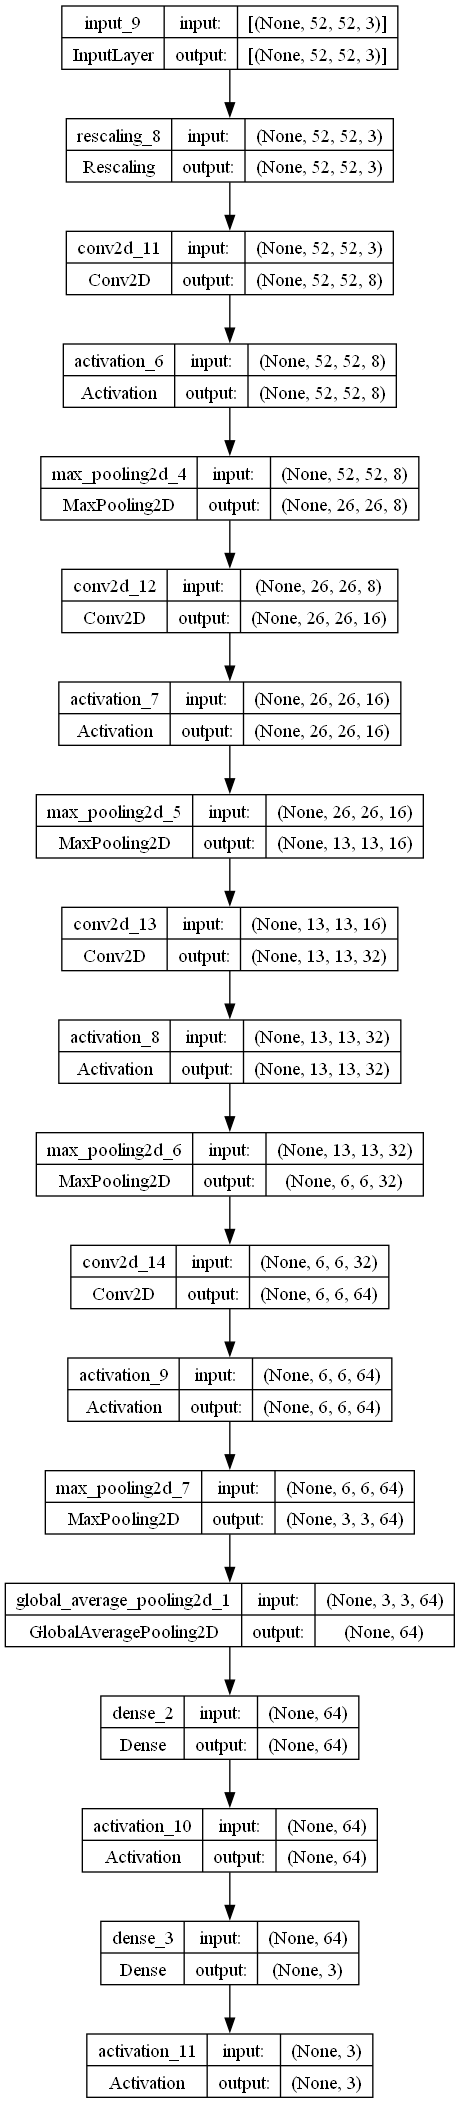 input_9 input: [(None, 52, 52, 3)]
InputLayer output: [(None, 52, 52, 3)]
rescaling_8 input: (None, 52, 52, 3)
Rescaling output: (None, 52, 52, 3)
conv2d_11 input: (None, 52, 52, 3)
Conv2D output: (None, 52, 52, 8)
activation_6 input: (None, 52, 52, 8)
Activation output: (None, 52, 52, 8)
max_pooling2d_4 input: (None, 52, 52, 8)
MaxPooling2D output: (None, 26, 26, 8)
conv2d_12 input: (None, 26, 26, 8)
Conv2D output: (None, 26, 26, 16)
activation_7 input: (None, 26, 26, 16)
Activation output: (None, 26, 26, 16)
max_pooling2d_5 input: (None, 26, 26, 16)
MaxPooling2D output: (None, 13, 13, 16)
conv2d_13 input: (None, 13, 13, 16)
Conv2D output: (None, 13, 13, 32)
activation_8 input: (None, 13, 13, 32)
Activation output: (None, 13, 13, 32)
max_pooling2d_6 input: (None, 13, 13, 32)
MaxPooling2D output: (None, 6, 6, 32)
conv2d_14 input: (None, 6, 6, 32)
Conv2D output: (None, 6, 6, 64)
activation_9 input: (None, 6, 6, 64)
Activation output: (None, 6, 6, 64)
max_pooling2d_7 input: (None, 6, 6, 64)
MaxPooling2D output: (None, 3, 3, 64)
global_average_pooling2d_1 input: (None, 3, 3, 64)
GlobalAveragePooling2D output: (None, 64)
dense_2 input: (None, 64)
Dense output: (None, 64)
activation_10 input: (None, 64)
Activation output: (None, 64)
dense_3 input: (None, 64)
Dense output: (None, 3)
activation_11 input: (None, 3)
Activation output: (None, 3)